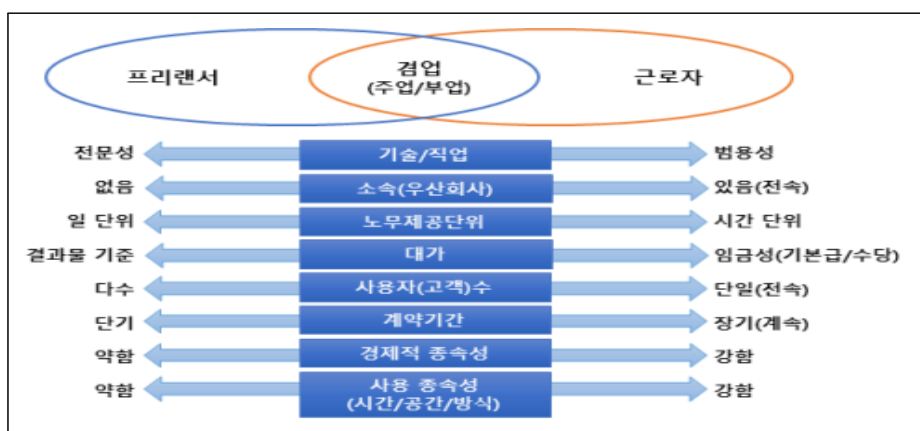 프리랜서 겸업 근로자
(주업/부업)
전문성 기술/직업 범용성
없음 소속(우산회사) 있음(전속)
일 단위 노무제공단위 시간 단위
결과물 기준 대가 임금성(기본급/수당)
다수 사용자(고객)수 단일(전속)
단기 계약기간 장기(계속)
약함 경제적 종속성 강함
약함 사용 종속성 강함
(시간/공간/방식)